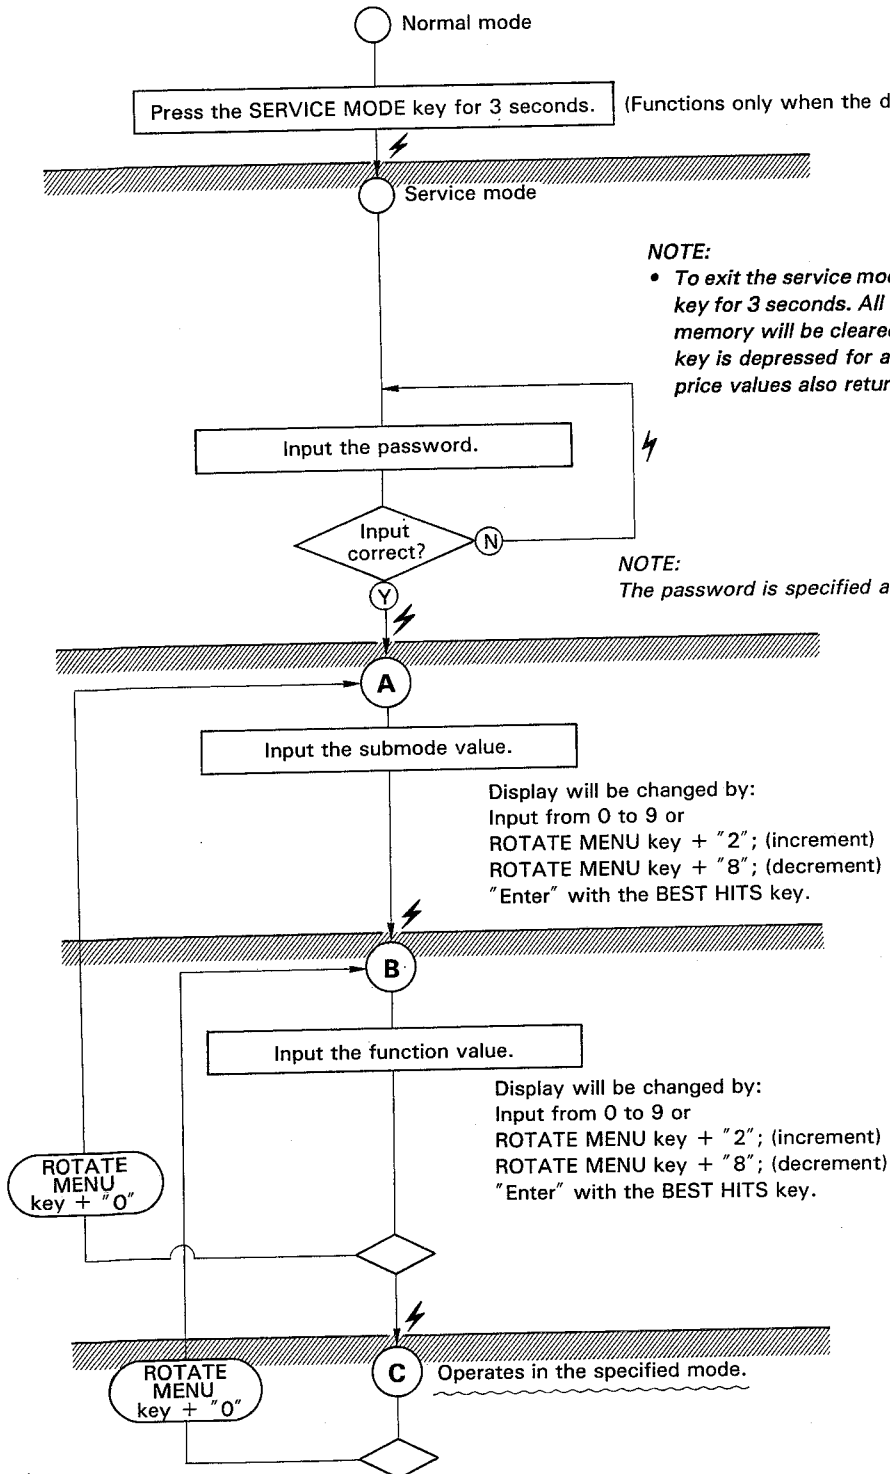 Normal mode
Press the SERVICE MODE key for 3 seconds.
(Functions only when the d
Service mode
NOTE:
• To exit the service mod
key for 3 seconds. All
memory will be cleared
key is depressed for a
price values also retur
Input the password.
Input
correct?
N
NOTE:
The password is specified a
Y
A
Input the submode value.
Display will be changed by:
Input from 0 to 9 or
ROTATE MENU key + "2"; (increment)
ROTATE MENU key + "8"; (decrement)
"Enter" with the BEST HITS key.
B
Input the function value.
Display will be changed by:
Input from 0 to 9 or
ROTATE MENU key + "2"; (increment)
ROTATE MENU key + "8"; (decrement)
"Enter" with the BEST HITS key.
ROTATE
MENU
key + "0"
C
Operates in the specified mode.
ROTATE
MENU
key + "0"